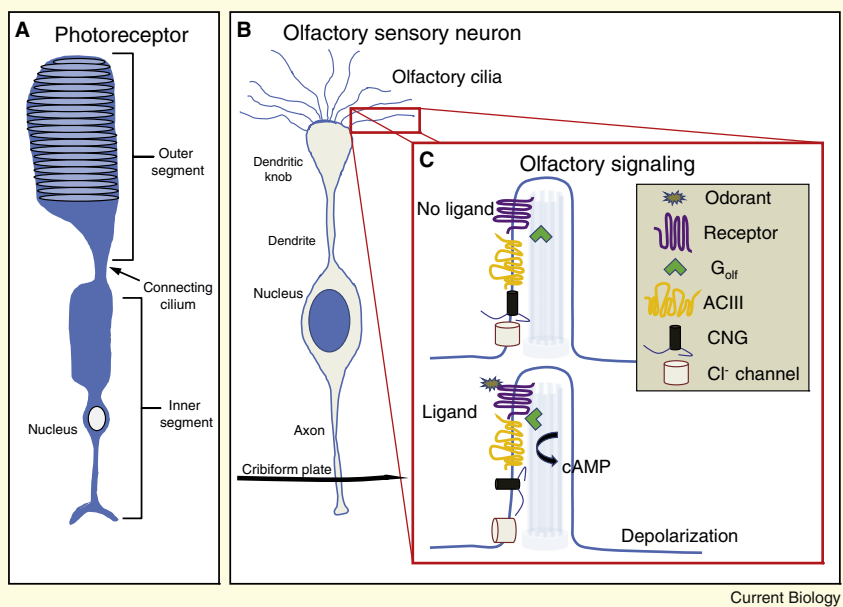 A
Photoreceptor
Outer
segment
Connecting
cilium
Inner
segment
Nucleus
B
Olfactory sensory neuron
Olfactory cilia
Dendritic
knob
Dendrite
Nucleus
Axon
Cribiform plate
C
Olfactory signaling
No ligand
Odorant
Receptor
Golf
ACIII
CNG
Cl- channel
Ligand
cAMP
Depolarization
Current Biology